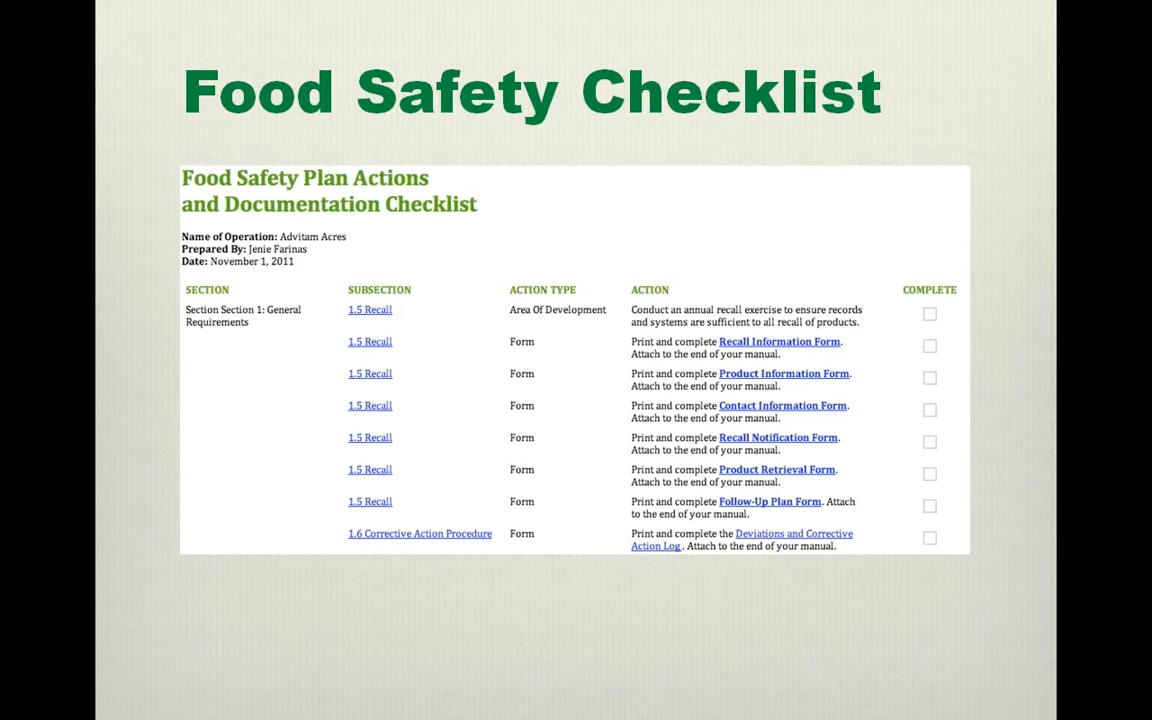 Food Safety Checklist
Food Safety Plan Actions
and Documentation Checklist
Name of Operation: Advitam Acres
Prepared By: Jenie Farinas
Date: November 1, 2011
SECTION SUBSECTION ACTION TYPE ACTION COMPLETE
Section Section 1: General 1.5 Recall Area Of Development Conduct an annual recall exercise to ensure records
Requirements and systems are sufficient to all recall of products.
1.5 Recall Form Print and complete Recall Information Form.
Attach to the end of your manual.
1.5 Recall Form Print and complete Product Information Form.
Attach to the end of your manual.
1.5 Recall Form Print and complete Contact Information Form.
Attach to the end of your manual.
1.5 Recall Form Print and complete Recall Notification Form.
Attach to the end of your manual.
1.5 Recall Form Print and complete Product Retrieval Form.
Attach to the end of your manual.
1.5 Recall Form Print and complete Follow-Up Plan Form. Attach
to the end of your manual.
1.6 Corrective Action Procedure Form Print and complete the Deviations and Corrective
Action Log . Attach to the end of your manual.